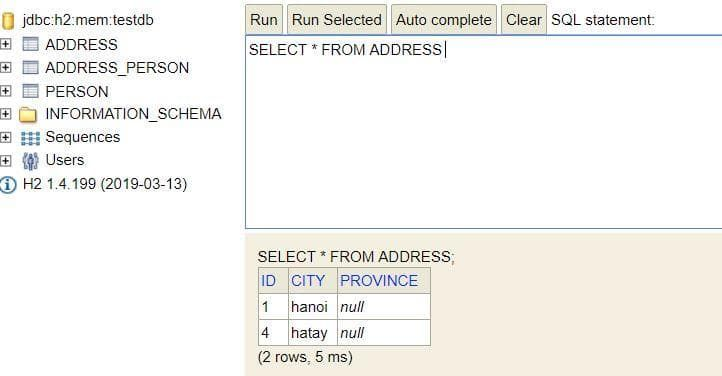 jdbc:h2:mem:testdb
ADDRESS
ADDRESS_PERSON
PERSON
INFORMATION_SCHEMA
Sequences
Users
H2 1.4.199 (2019-03-13)
Run Run Selected Auto complete Clear SQL statement:
SELECT * FROM ADDRESS
SELECT * FROM ADDRESS;
ID CITY PROVINCE
1 hanoi null
4 hatay null
(2 rows, 5 ms)